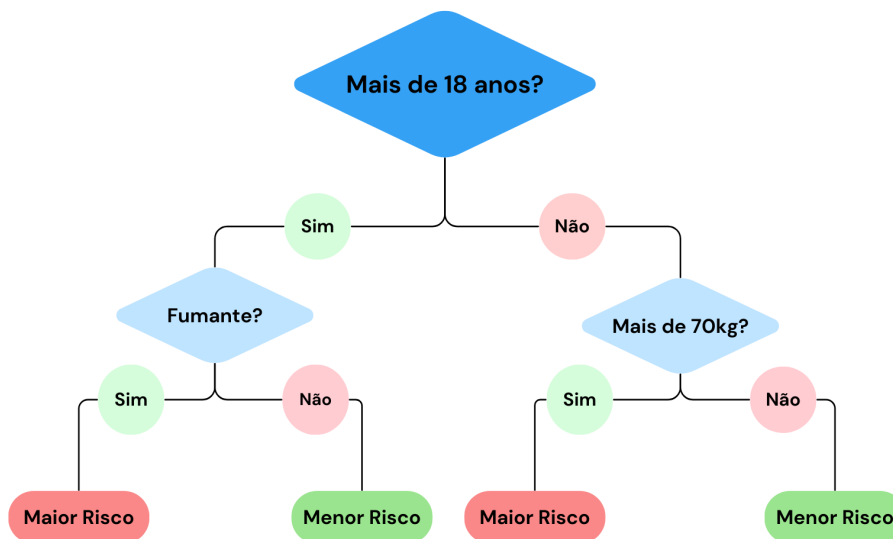 Mais de 18 anos?
Sim
Não
Fumante?
Mais de 70kg?
Sim
Não
Sim
Não
Maior Risco
Menor Risco
Maior Risco
Menor Risco